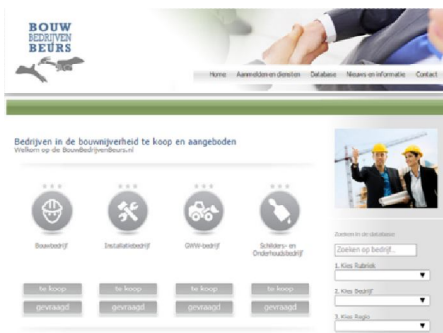 BOUW
BEDRIJVEN
BEURS
Home Aanmelden en diensten Database Nieuws en informatie Contact
Bedrijven in de bouwnijverheid te koop en aangeboden
Welkom op de BouwBedrijvenBeurs.nl
Bouwbedrijf
Installatiebedrijf
GWW-bedrijf
Schilders- en
Onderhoudsbedrijf
te koop te koop te koop te koop
gevraagd gevraagd gevraagd gevraagd
Zoeken in de database
Zoeken op bedrijf...
1. Kies Rubriek
2. Kies Bedrijf
3. Kies Regio